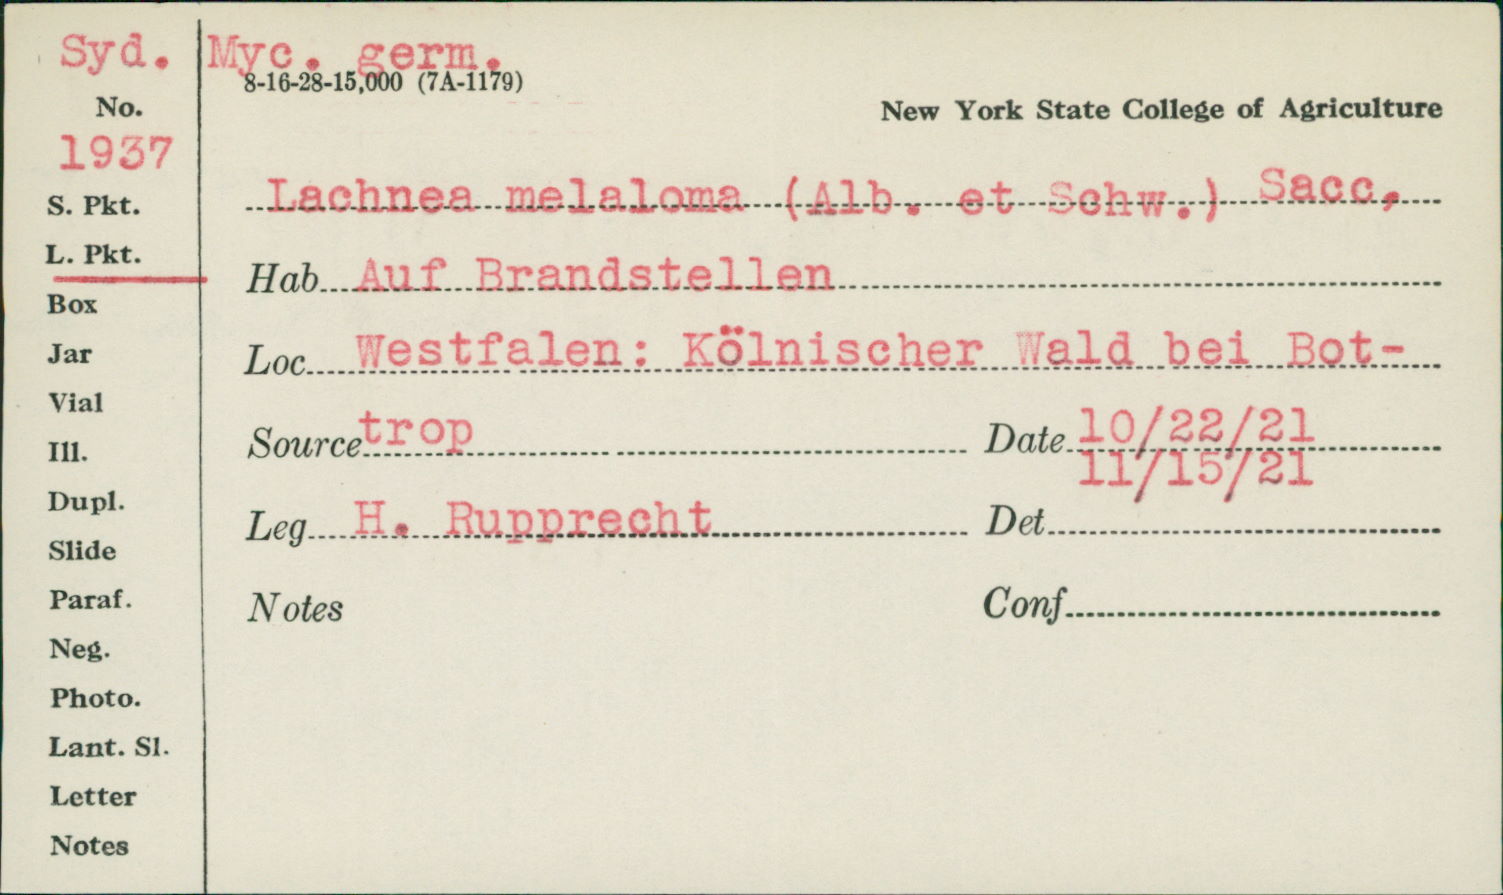 Syd. Myc. germ.
8-16-28-15,000 (7A-1179)
No.
New York State College of Agriculture
1937
Lachnea melaloma (Alb. et Schw.) Sacc,
S. Pkt.
L. Pkt.
Hab Auf Brandstellen
Box
Jar
Loc Westfalen: Kölnischer Wald bei Bot-
Vial
Source trop
Date 10/22/21
11/15/21
Ill.
Dupl.
Leg H. Rupprecht
Det
Slide
Paraf.
Notes
Conf
Neg.
Photo.
Lant. Sl.
Letter
Notes